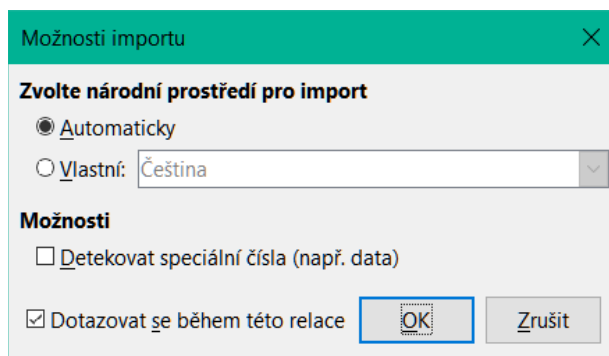 Možnosti importu
Zvolte národní prostředí pro import
Automaticky
Vlastní: Čeština
Možnosti
Detekovat speciální čísla (např. data)
Dotazovat se během této relace OK Zrušit